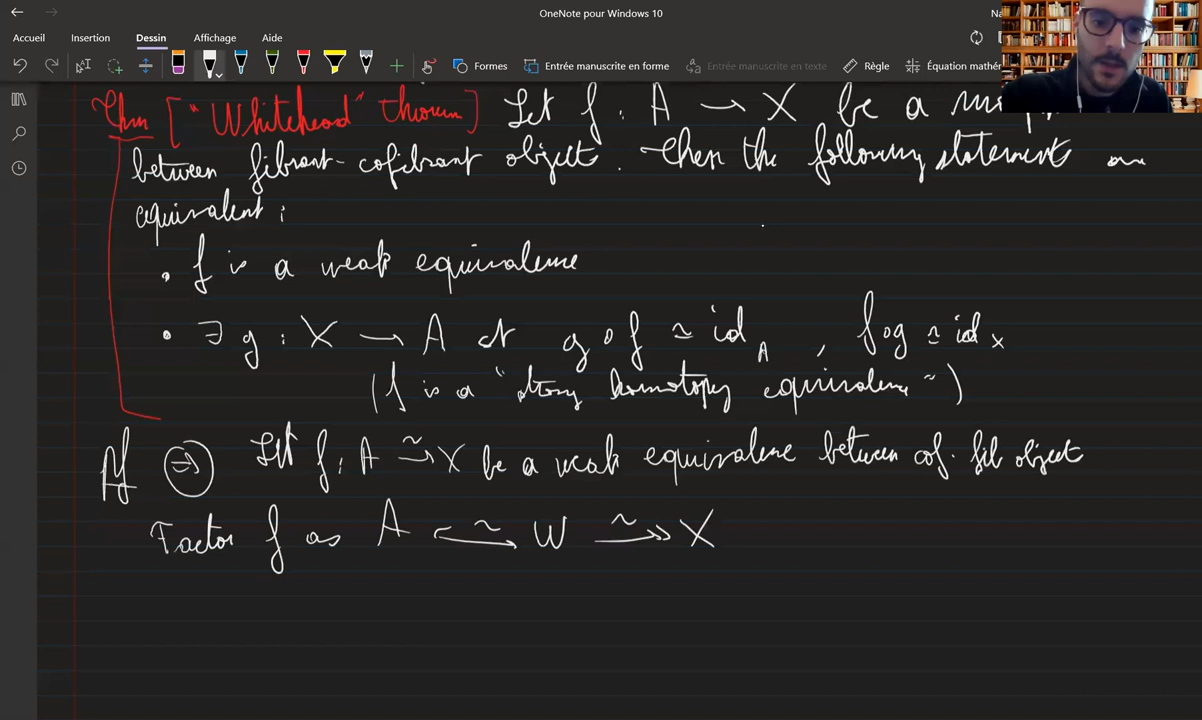 OneNote pour Windows 10
Accueil Insertion Dessin Affichage Aide
Formes Entrée manuscrite en forme Entrée manuscrite en texte Règle Équation mathé
Thm ["Whitehead" theorem] Let f : A → X be a
between fibrant-cofibrant objects. Then the following statements are
equivalent :
• f is a weak equivalence
• ∃ g : X → A st g ∘ f ≃ id_A , f∘g ≃ id_X
(f is a "strong homotopy equivalence")
Pf ⇒ Let f : A ⥲ X be a weak equivalence between cof. fib object
Factor f as A ↪~ W ~↠ X